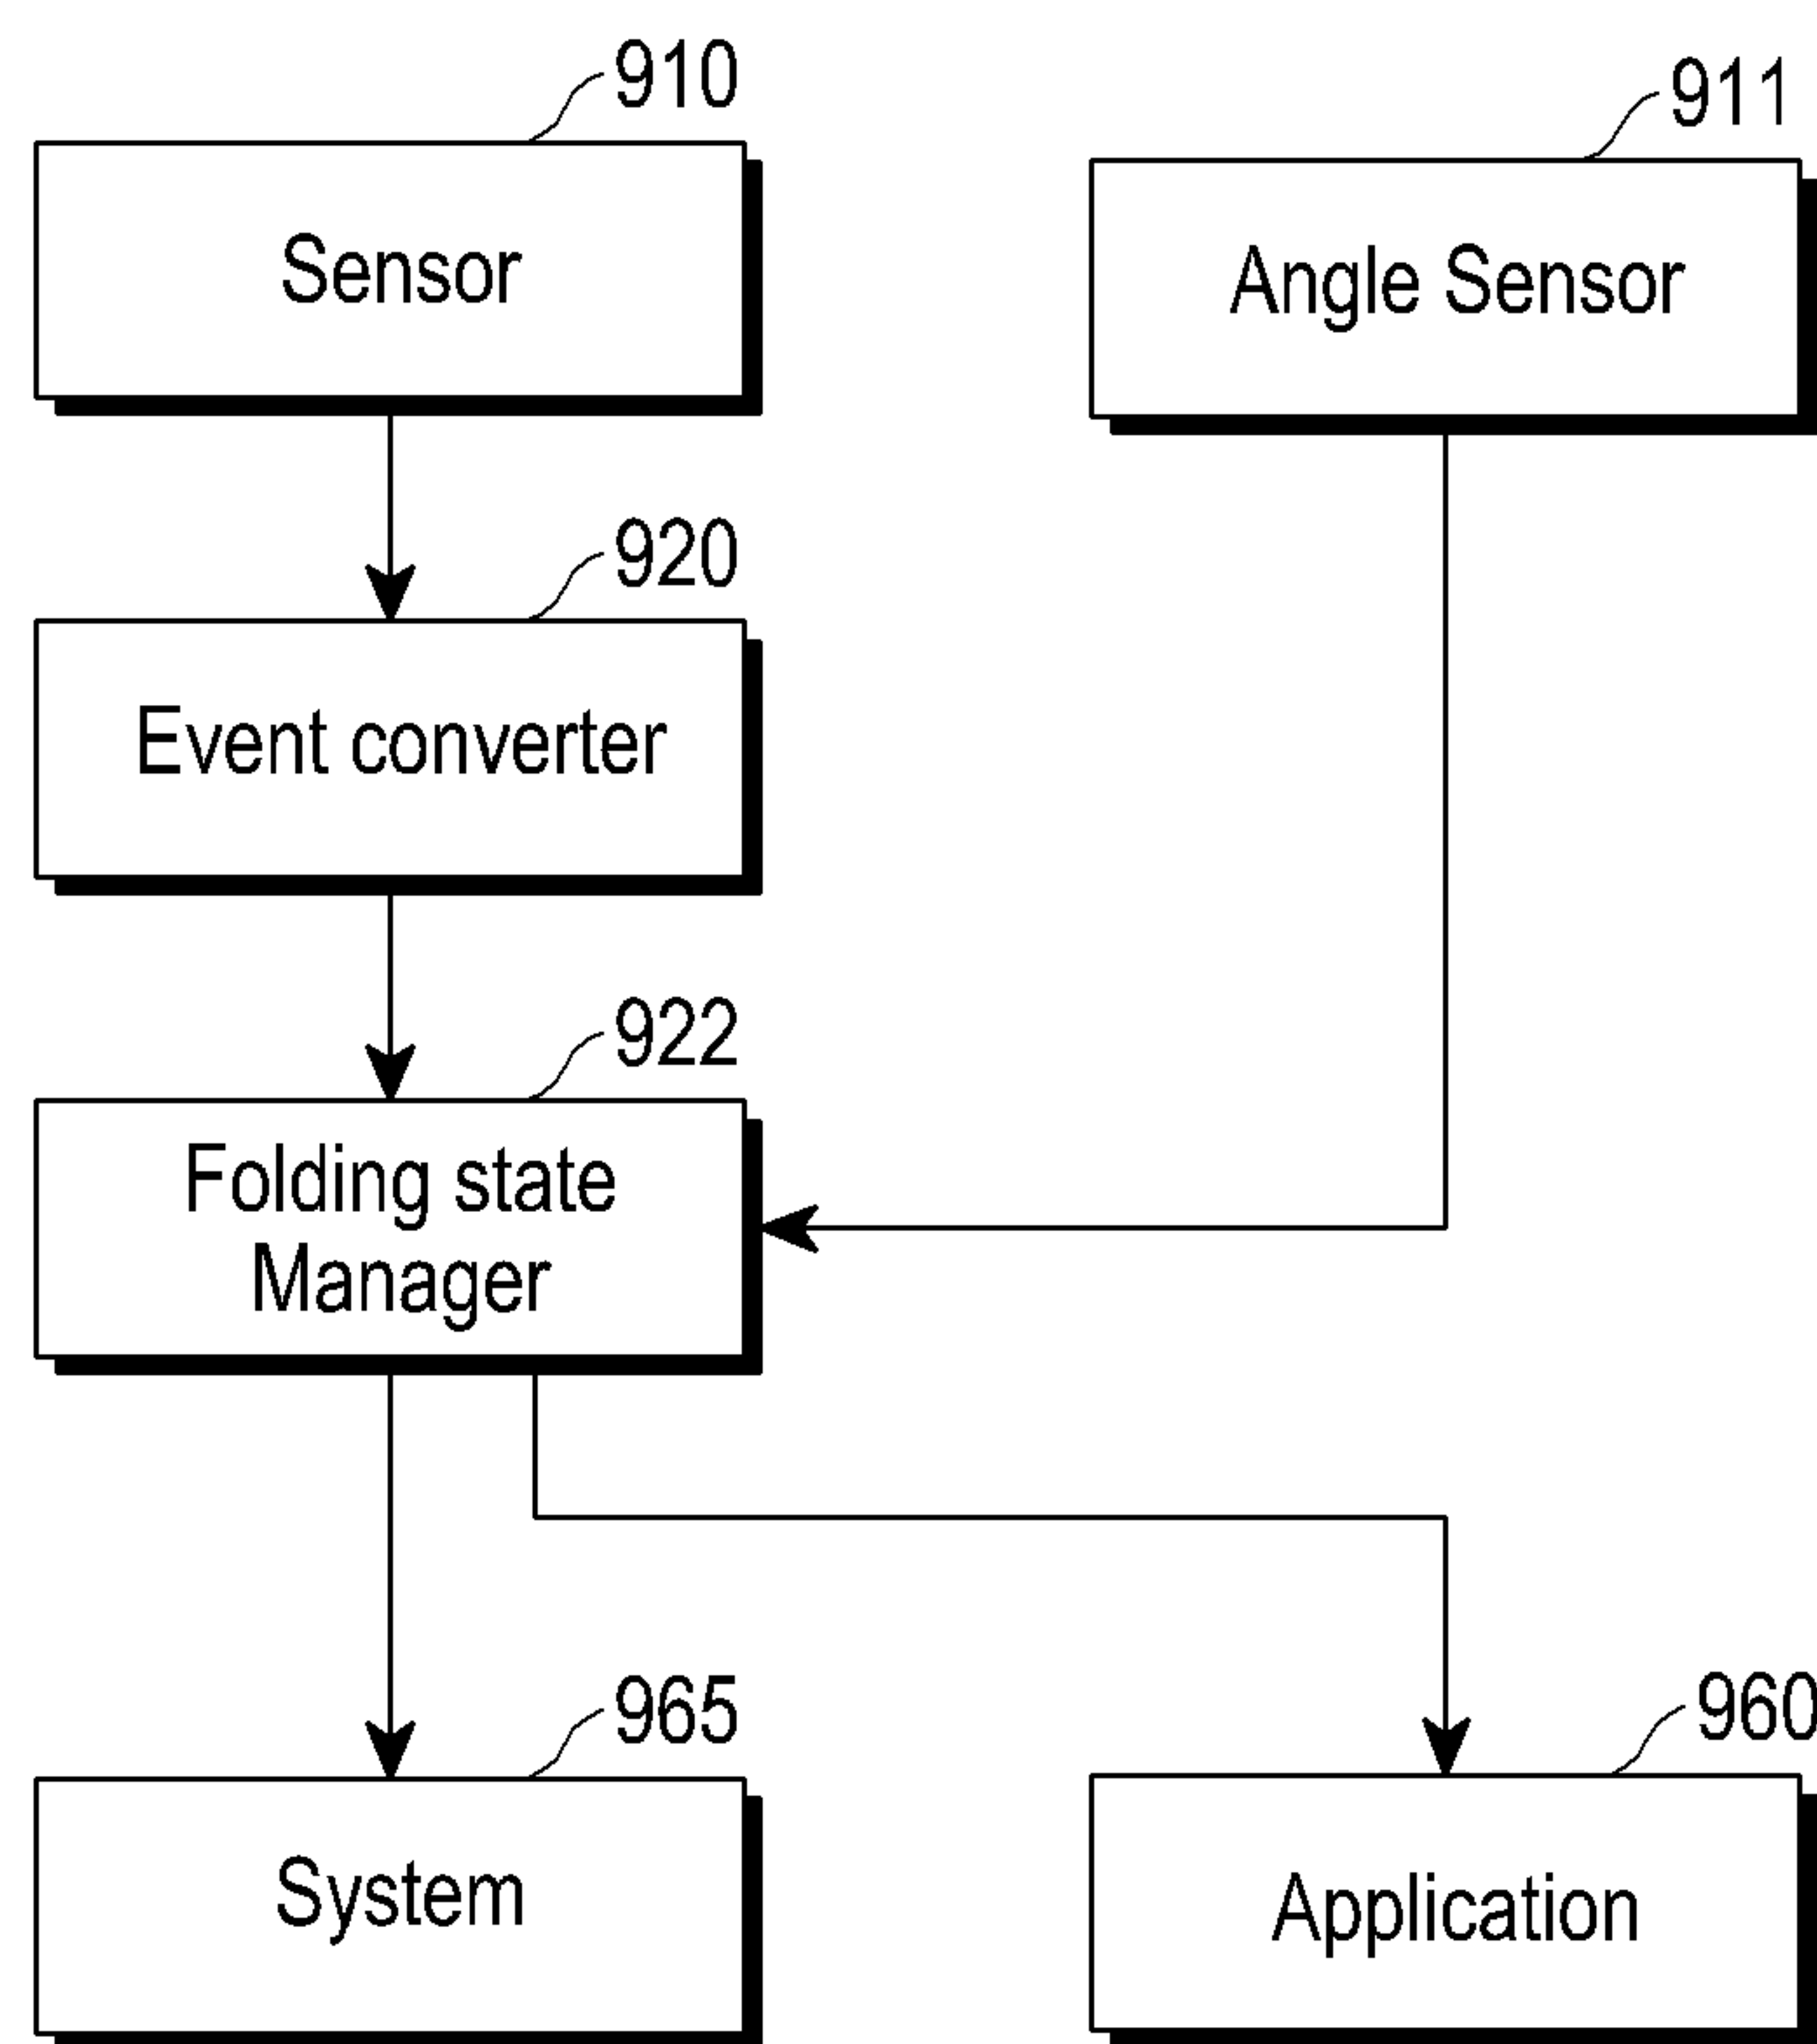 910
911
Sensor
Angle Sensor
920
Event converter
922
Folding state
Manager
965
960
System
Application